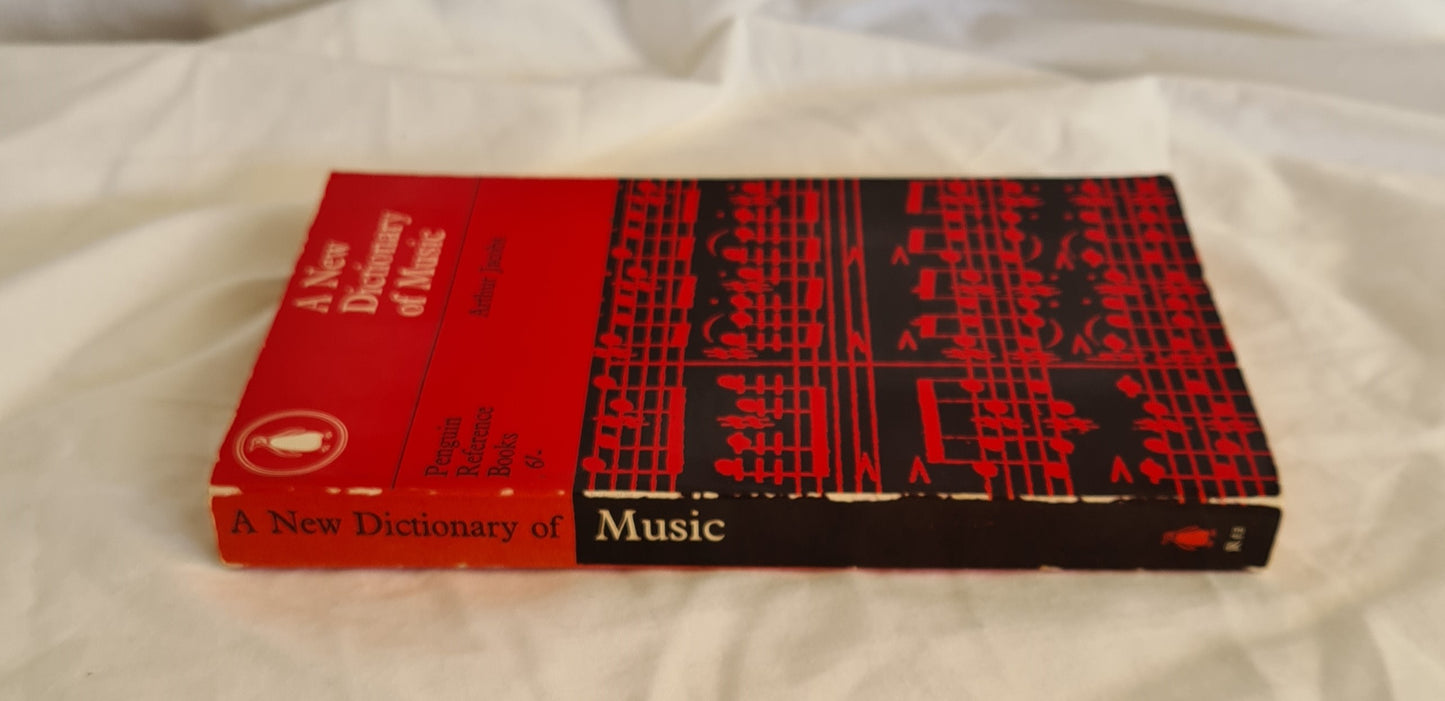 A New
Dictionary
of Music
Arthur Jacobs
Penguin
Reference
Books
6/-
A New Dictionary of Music
R12